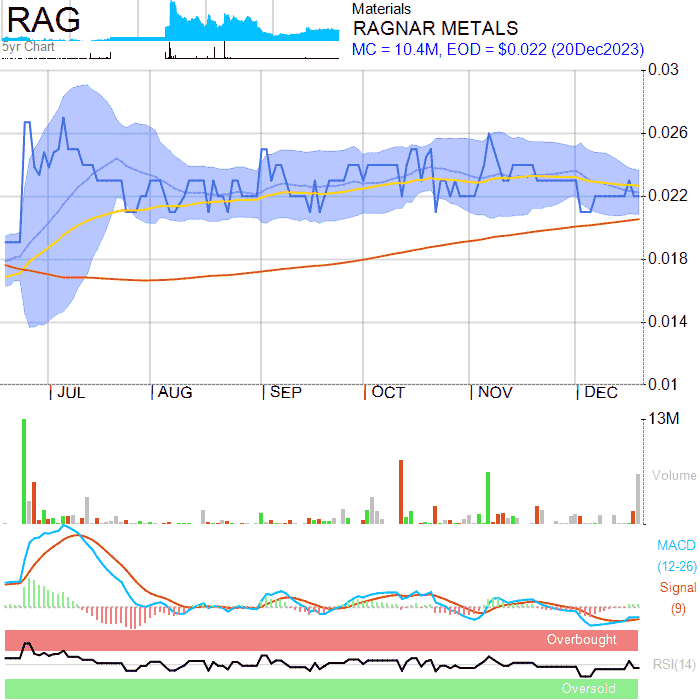 RAG
5yr Chart
Materials
RAGNAR METALS
MC = 10.4M, EOD = $0.022 (20Dec2023)
0.03
0.026
0.022
0.018
0.014
0.01
JUL AUG SEP OCT NOV DEC
13M
Volume
MACD
(12-26)
Signal
(9)
Overbought
RSI(14)
Oversold